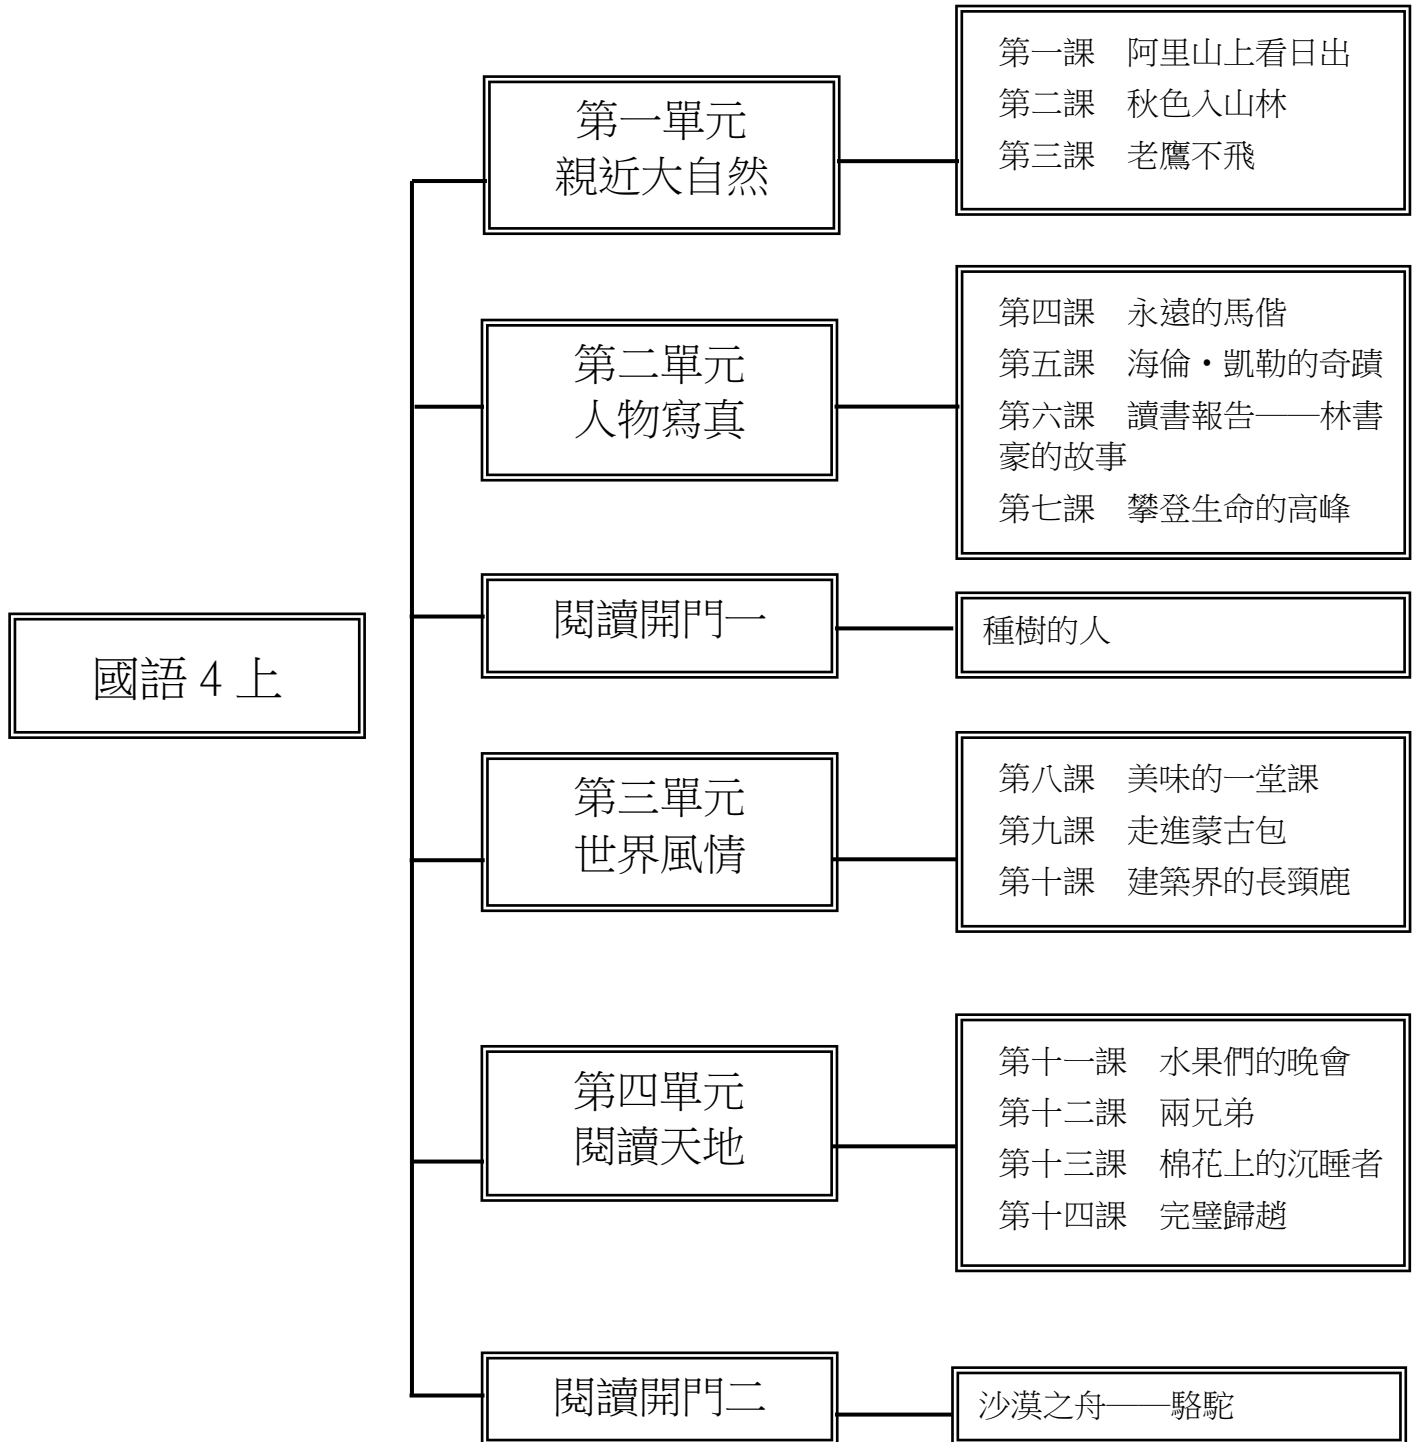 國語 4 上
第一單元
親近大自然
第一課　阿里山上看日出
第二課　秋色入山林
第三課　老鷹不飛
第二單元
人物寫真
第四課　永遠的馬偕
第五課　海倫‧凱勒的奇蹟
第六課　讀書報告──林書
豪的故事
第七課　攀登生命的高峰
閱讀開門一
種樹的人
第三單元
世界風情
第八課　美味的一堂課
第九課　走進蒙古包
第十課　建築界的長頸鹿
第四單元
閱讀天地
第十一課　水果們的晚會
第十二課　兩兄弟
第十三課　棉花上的沉睡者
第十四課　完璧歸趙
閱讀開門二
沙漠之舟──駱駝